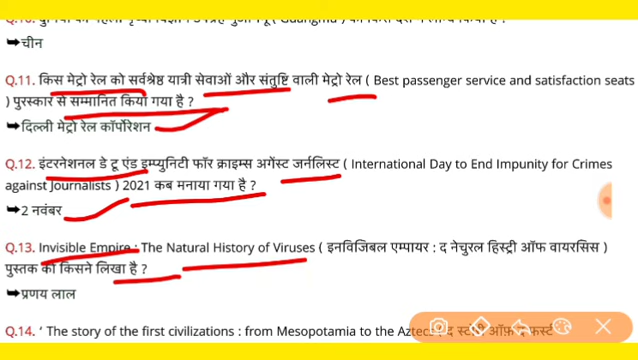 ➥चीन
Q.11. किस मेट्रो रेल को सर्वश्रेष्ठ यात्री सेवाओं और संतुष्टि वाली मेट्रो रेल ( Best passenger service and satisfaction seats
) पुरस्कार से सम्मानित किया गया है ?
➥दिल्ली मेट्रो रेल कॉर्पोरेशन
Q.12. इंटरनेशनल डे टू एंड इम्प्युनिटी फॉर क्राइम्स अगेंस्ट जर्नलिस्ट ( International Day to End Impunity for Crimes
against Journalists ) 2021 कब मनाया गया है ?
➥2 नवंबर
Q.13. Invisible Empire : The Natural History of Viruses ( इनविजिबल एम्पायर : द नेचुरल हिस्ट्री ऑफ वायरसिस )
पुस्तक को किसने लिखा है ?
➥प्रणय लाल
Q.14. ‘ The story of the first civilizations : from Mesopotamia to the Aztec ऑफ़ द फर्स्ट